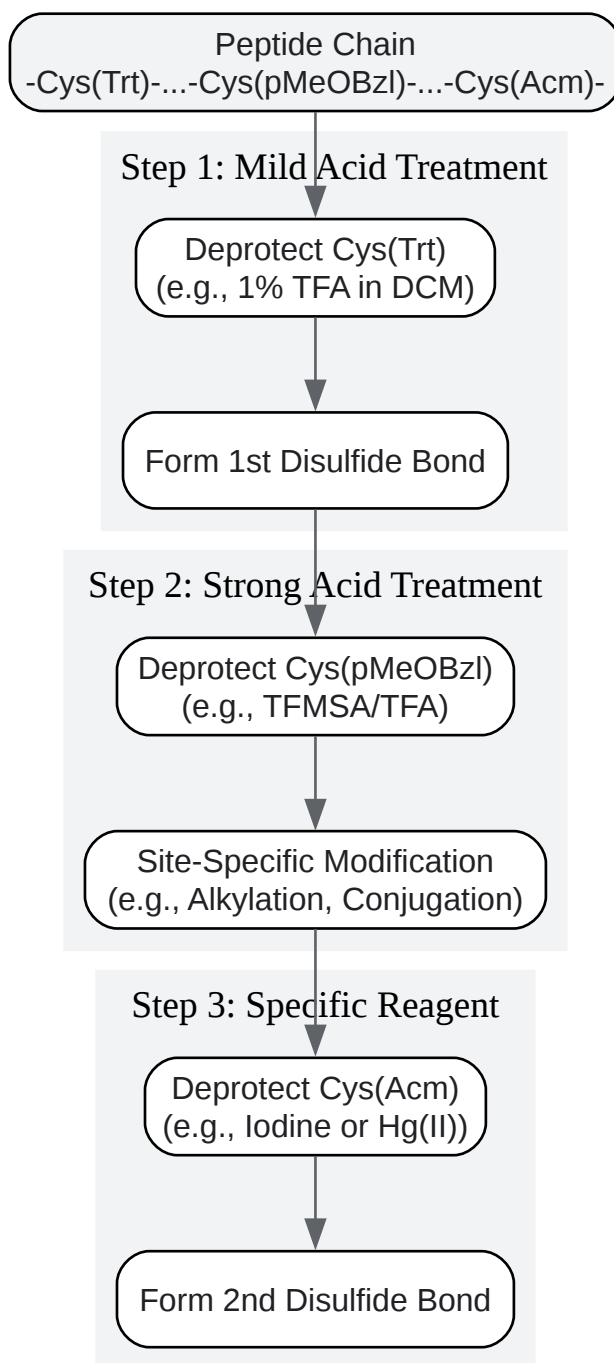 Peptide Chain
-Cys(Trt)-...-Cys(pMeOBzl)-...-Cys(Acm)-
Step 1: Mild Acid Treatment
Deprotect Cys(Trt)
(e.g., 1% TFA in DCM)
Form 1st Disulfide Bond
Step 2: Strong Acid Treatment
Deprotect Cys(pMeOBzl)
(e.g., TFMSA/TFA)
Site-Specific Modification
(e.g., Alkylation, Conjugation)
Step 3: Specific Reagent
Deprotect Cys(Acm)
(e.g., Iodine or Hg(II))
Form 2nd Disulfide Bond